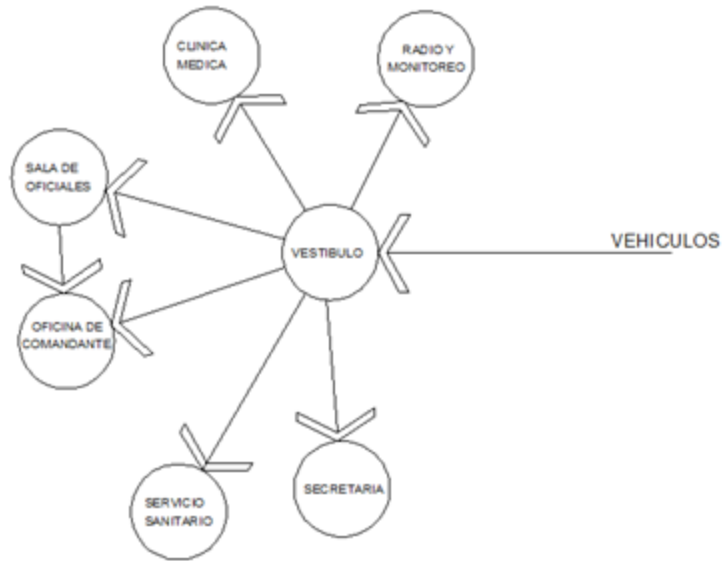 CLINICA
MEDICA
RADIO Y
MONITOREO
SALA DE
OFICIALES
VESTIBULO
VEHICULOS
OFICINA DE
COMANDANTE
SERVICIO
SANITARIO
SECRETARIA